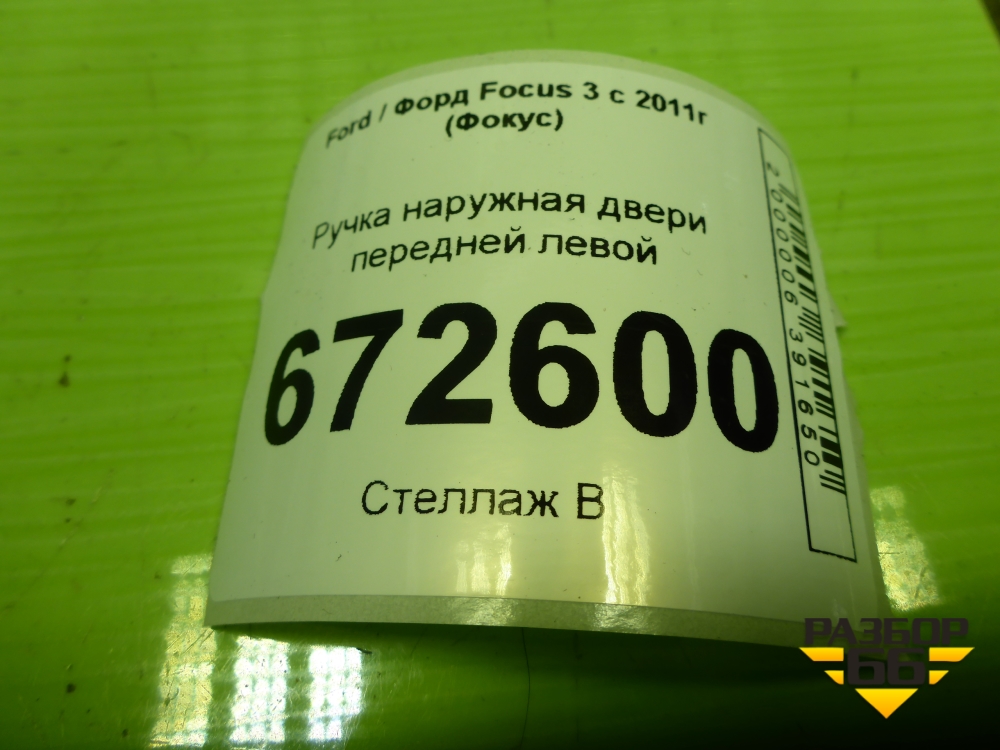 Ford / Форд Focus 3 с 2011г
(Фокус)
Ручка наружная двери
передней левой
672600
Стеллаж В
2000006391650
РАЗБОР
66